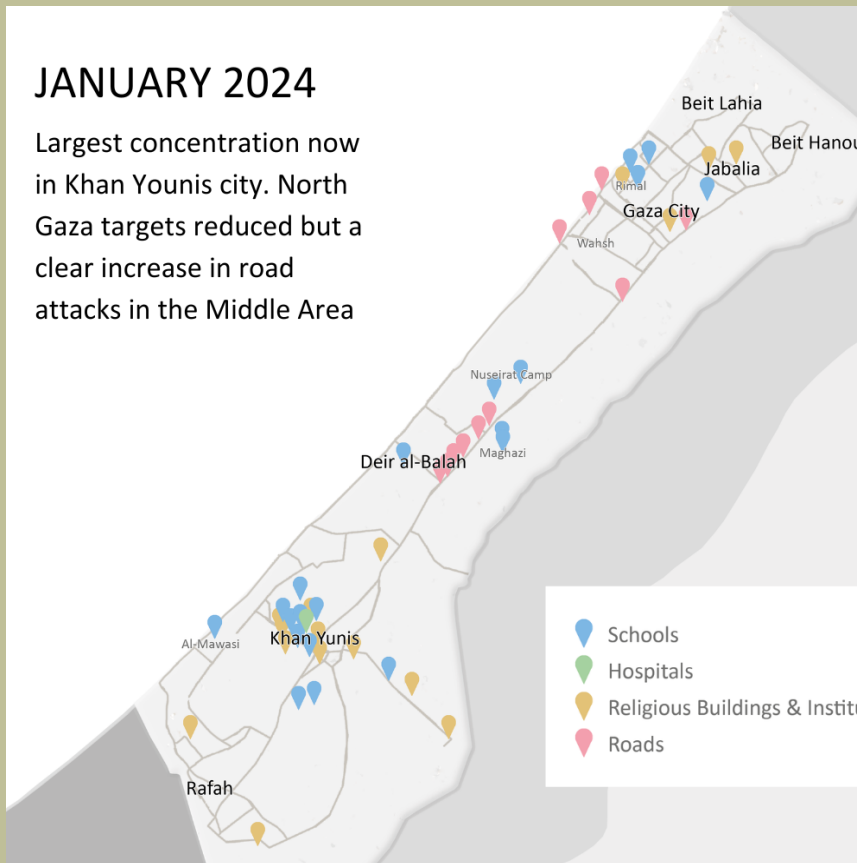 JANUARY 2024
Largest concentration now
in Khan Younis city. North
Gaza targets reduced but a
clear increase in road
attacks in the Middle Area
Beit Lahia
Beit Hanou
Jabalia
Rimal
Gaza City
Wahsh
Nuseirat Camp
Maghazi
Deir al-Balah
Khan Yunis
Al-Mawasi
Rafah
Schools
Hospitals
Religious Buildings & Institu
Roads